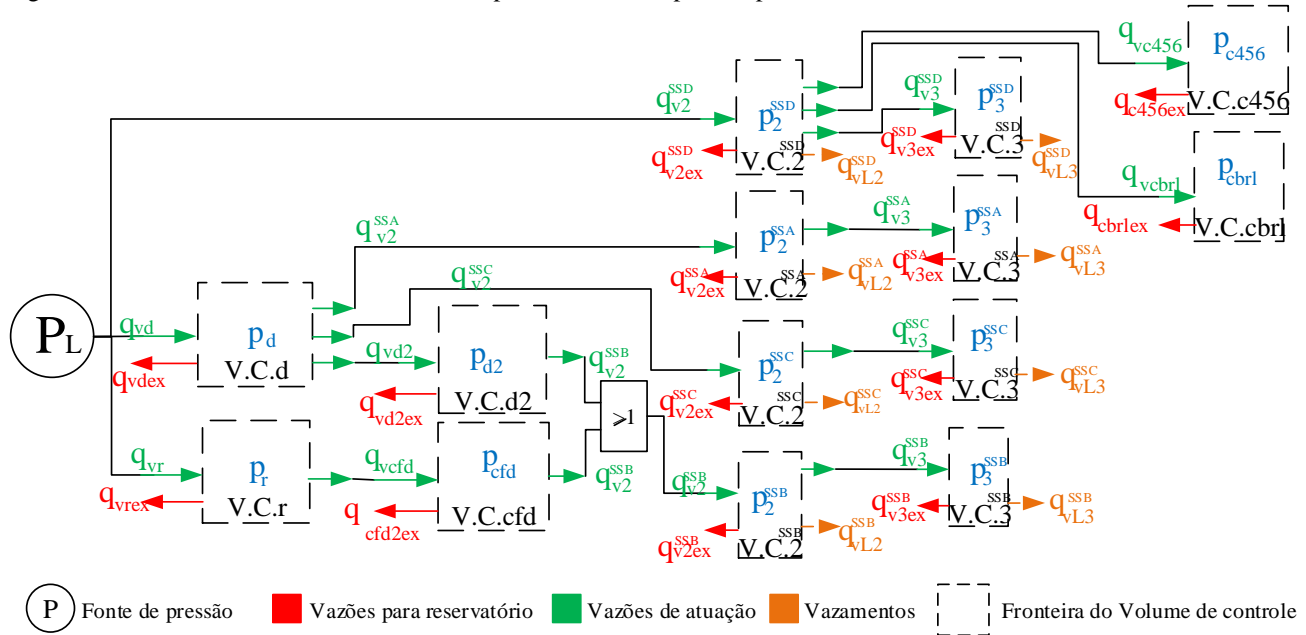 q_vc456
p_c456
q_c456ex
V.C.c456
q_v2^SSD
p_2^SSD
V.C.2^SSD
q_v2ex^SSD
q_vL2^SSD
q_v3^SSD
p_3^SSD
q_v3ex^SSD
V.C.3^SSD
q_vL3^SSD
q_vcbrl
p_cbrl
q_cbrlex
V.C.cbrl
q_v2^SSA
p_2^SSA
q_v2ex^SSA
V.C.2^SSA
q_vL2^SSA
q_v3^SSA
p_3^SSA
q_v3ex^SSA
V.C.3^SSA
q_vL3^SSA
P_L
q_vd
p_d
q_vdex
V.C.d
q_v2^SSC
q_vd2
p_d2
q_vd2ex
V.C.d2
q_v2^SSB
⩾1
p_2^SSC
q_v2ex^SSC
V.C.2^SSC
q_vL2^SSC
q_v3^SSC
p_3^SSC
q_v3ex^SSC
V.C.3^SSC
q_vL3^SSC
q_vr
p_r
q_vrex
V.C.r
q_vcfd
p_cfd
q_cfd2ex
V.C.cfd
q_v2^SSB
q_v2^SSB
p_2^SSB
q_v2ex^SSB
V.C.2^SSB
q_vL2^SSB
q_v3^SSB
p_3^SSB
q_v3ex^SSB
V.C.3^SSB
q_vL3^SSB
P Fonte de pressão
Vazões para reservatório
Vazões de atuação
Vazamentos
Fronteira do Volume de controle